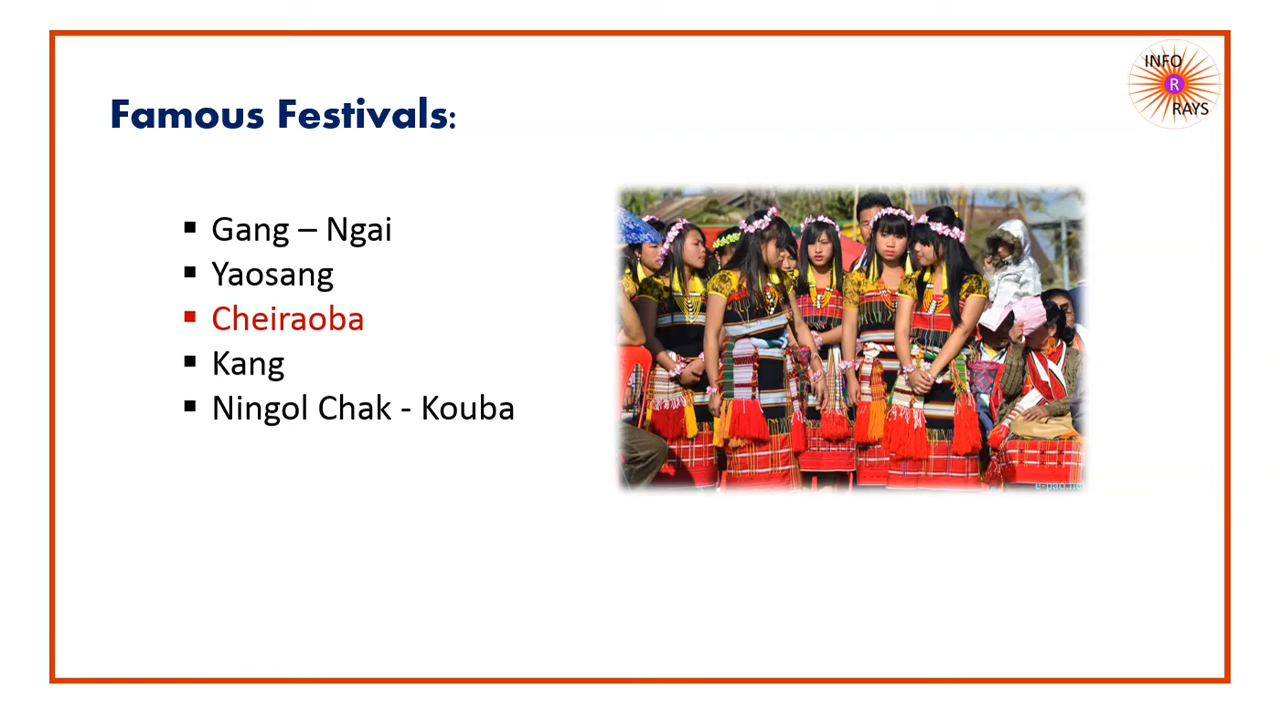 INFO
R
RAYS
Famous Festivals:
Gang – Ngai
Yaosang
Cheiraoba
Kang
Ningol Chak - Kouba